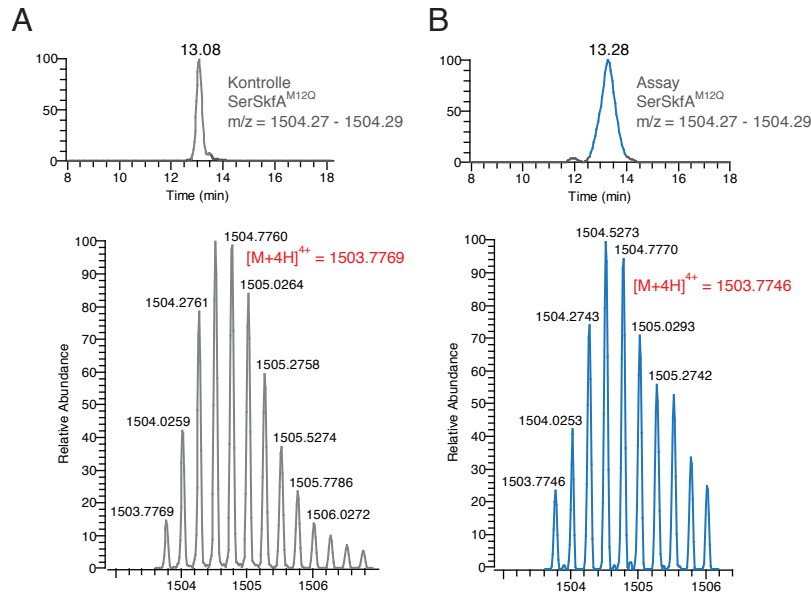 A
13.08
Kontrolle
SerSkfA^M12Q
m/z = 1504.27 - 1504.29
100
50
0
8 10 12 14 16 18
Time (min)
B
13.28
Assay
SerSkfA^M12Q
m/z = 1504.27 - 1504.29
100
50
0
8 10 12 14 16 18
Time (min)
1504.7760
[M+4H]^4+ = 1503.7769
1505.0264
1504.2761
1505.2758
1504.0259
1505.5274
1505.7786
1503.7769
1506.0272
Relative Abundance
100
90
80
70
60
50
40
30
20
10
0
1504 1505 1506
1504.5273
1504.7770
[M+4H]^4+ = 1503.7746
1504.2743
1505.0293
1505.2742
1504.0253
1503.7746
Relative Abundance
100
90
80
70
60
50
40
30
20
10
0
1504 1505 1506